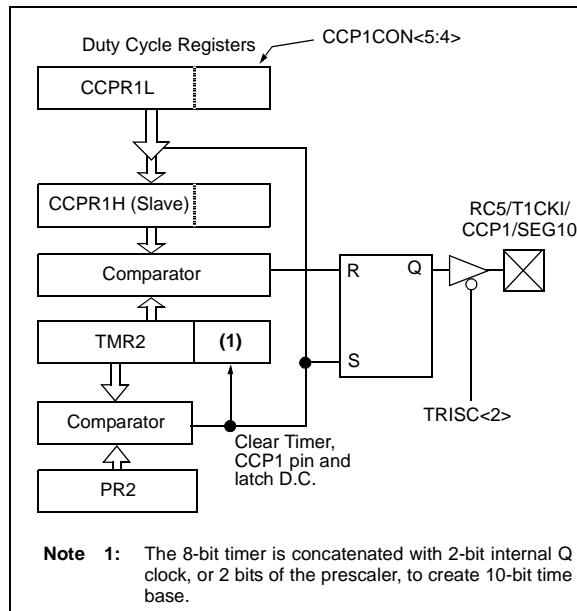 Duty Cycle Registers
CCP1CON<5:4>
CCPR1L
CCPR1H (Slave)
RC5/T1CKI/
CCP1/SEG10
Comparator
R
Q
TMR2
(1)
S
Comparator
TRISC<2>
Clear Timer,
CCP1 pin and
latch D.C.
PR2
Note 1: The 8-bit timer is concatenated with 2-bit internal Q
clock, or 2 bits of the prescaler, to create 10-bit time
base.